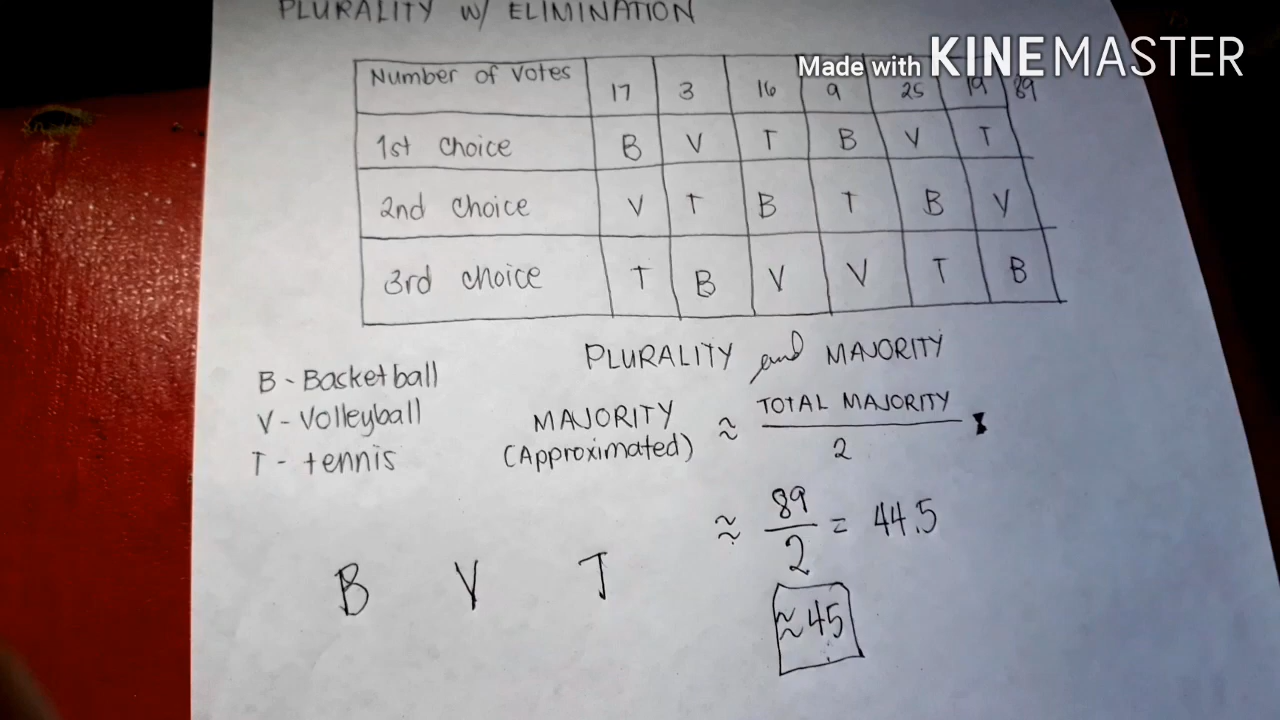 PLURALITY W/ ELIMINATION
Made with KINEMASTER
Number of Votes 17 3 16 9 25 19 89
1st Choice B V T B V T
2nd Choice V T B T B V
3rd Choice T B V V T B
PLURALITY and MAJORITY
B - Bascketball
V - Volleyball
T - tennis
MAJORITY (Approximated) ≈ TOTAL MAJORITY / 2
≈ 89 / 2 = 44.5
≈ 45
B V T